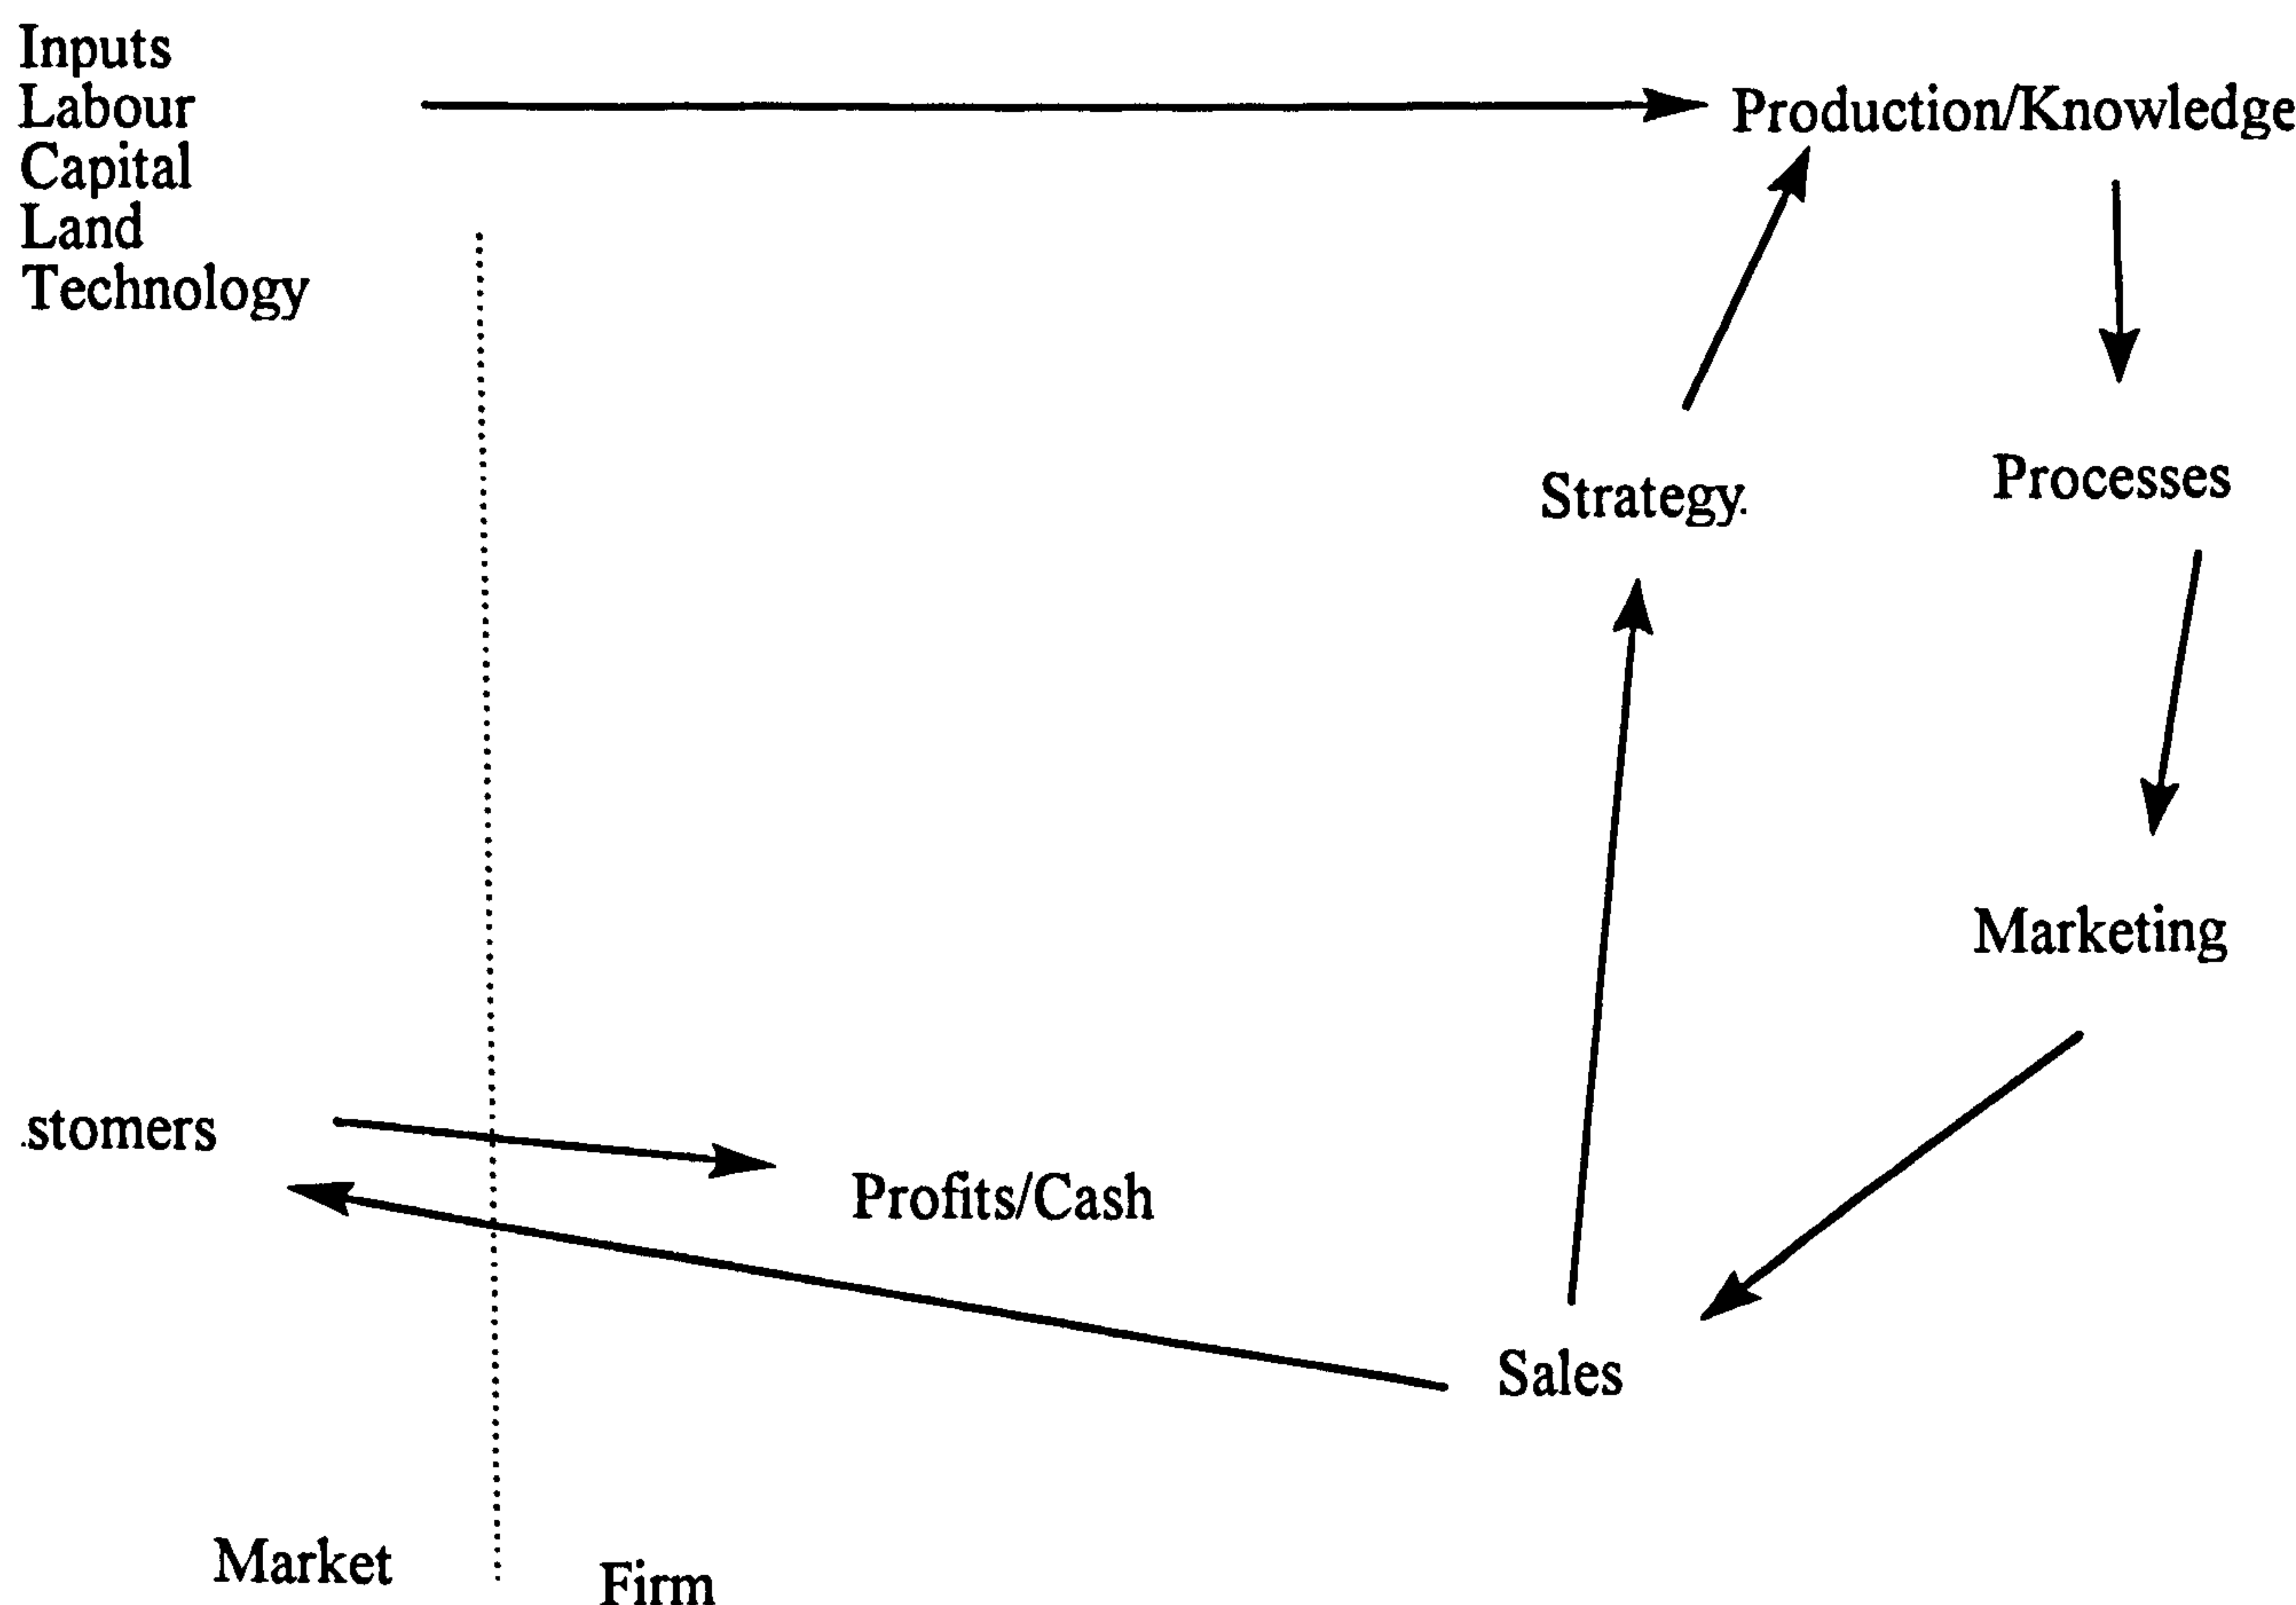 Inputs
Labour
Capital
Land
Technology
Production/Knowledge
Strategy
Processes
Marketing
stomers
Profits/Cash
Sales
Market
Firm